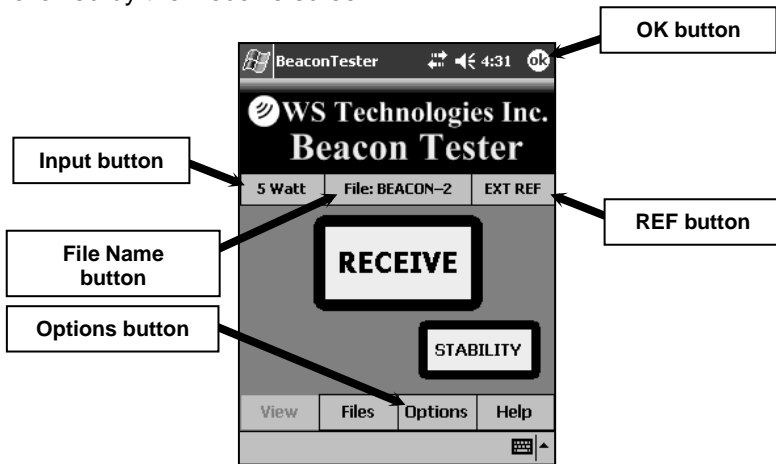 OK button
BeaconTester 4:31 ok
WS Technologies Inc.
Beacon Tester
Input button
5 Watt File: BEACON-2 EXT REF
REF button
File Name
button
RECEIVE
Options button
STABILITY
View Files Options Help